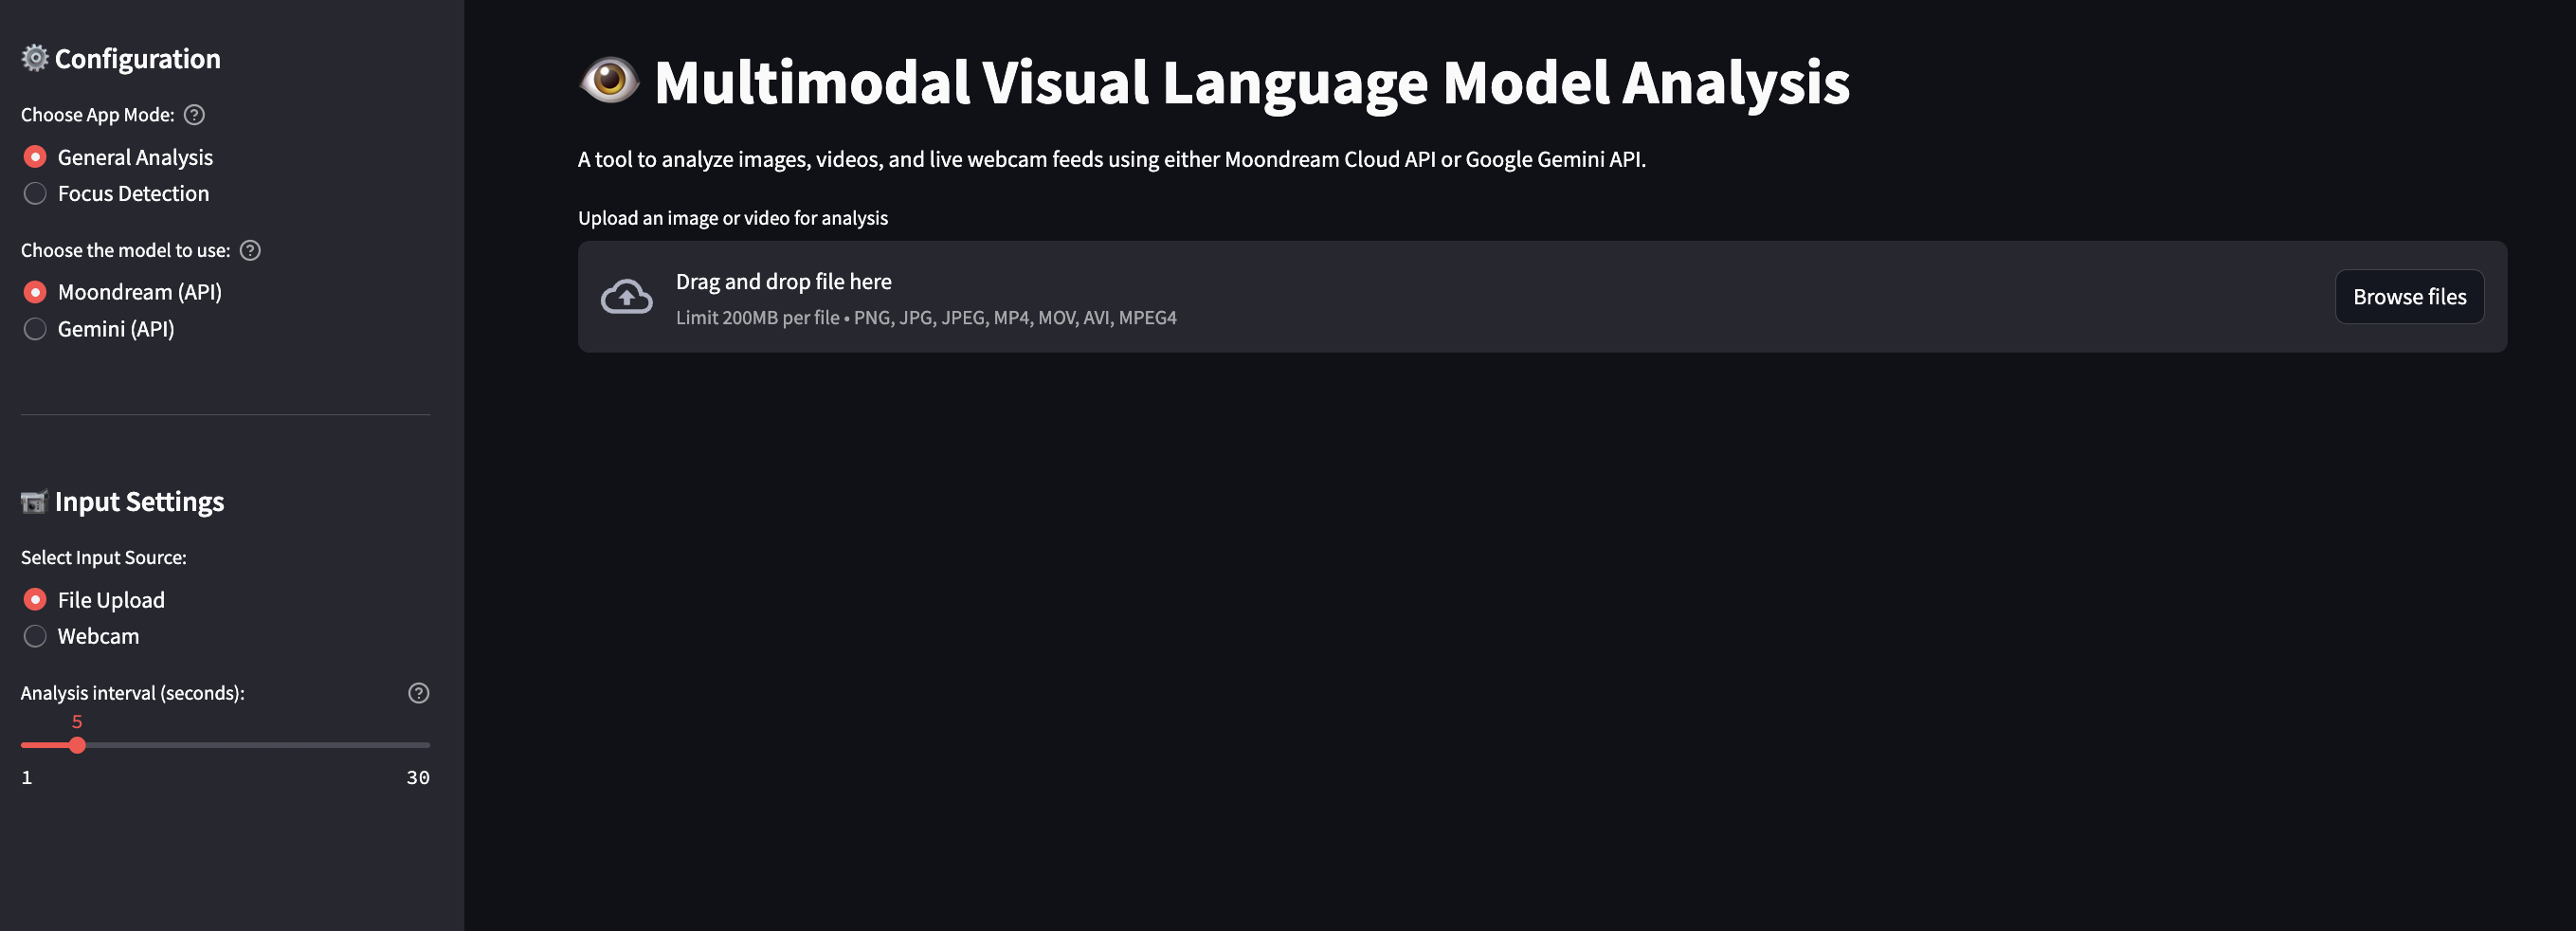 Configuration
Choose App Mode:
General Analysis
Focus Detection
Choose the model to use:
Moondream (API)
Gemini (API)
Input Settings
Select Input Source:
File Upload
Webcam
Analysis interval (seconds):
5
1 30
Multimodal Visual Language Model Analysis
A tool to analyze images, videos, and live webcam feeds using either Moondream Cloud API or Google Gemini API.
Upload an image or video for analysis
Drag and drop file here
Limit 200MB per file • PNG, JPG, JPEG, MP4, MOV, AVI, MPEG4
Browse files